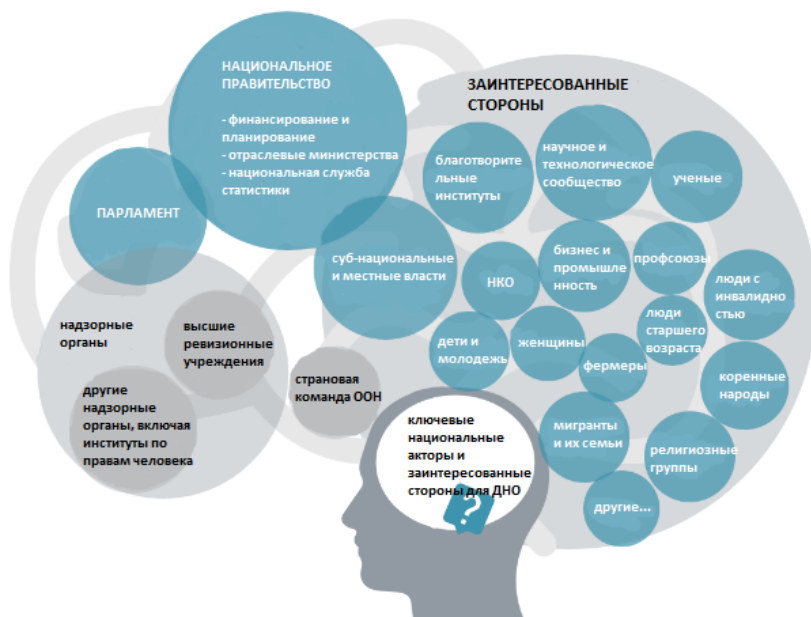 НАЦИОНАЛЬНОЕ
ПРАВИТЕЛЬСТВО
- финансирование и
планирование
- отраслевые министерства
- национальная служба
статистики
ПАРЛАМЕНТ
ЗАИНТЕРЕСОВАННЫЕ
СТОРОНЫ
благотворите
льные
институты
научное и
технологическое
сообщество
ученые
суб-национальные
и местные власти
НКО
бизнес и
промышле
нность
профсоюзы
люди с
инвалидно
стью
дети и
молодежь
женщины
фермеры
люди
старшего
возраста
коренные
народы
мигранты
и их семьи
религиозные
группы
другие...
надзорные
органы
высшие
ревизионные
учреждения
другие
надзорные
органы, включая
институты по
правам человека
страновая
команда ООН
ключевые
национальные
акторы и
заинтересованные
стороны для ДНО
?